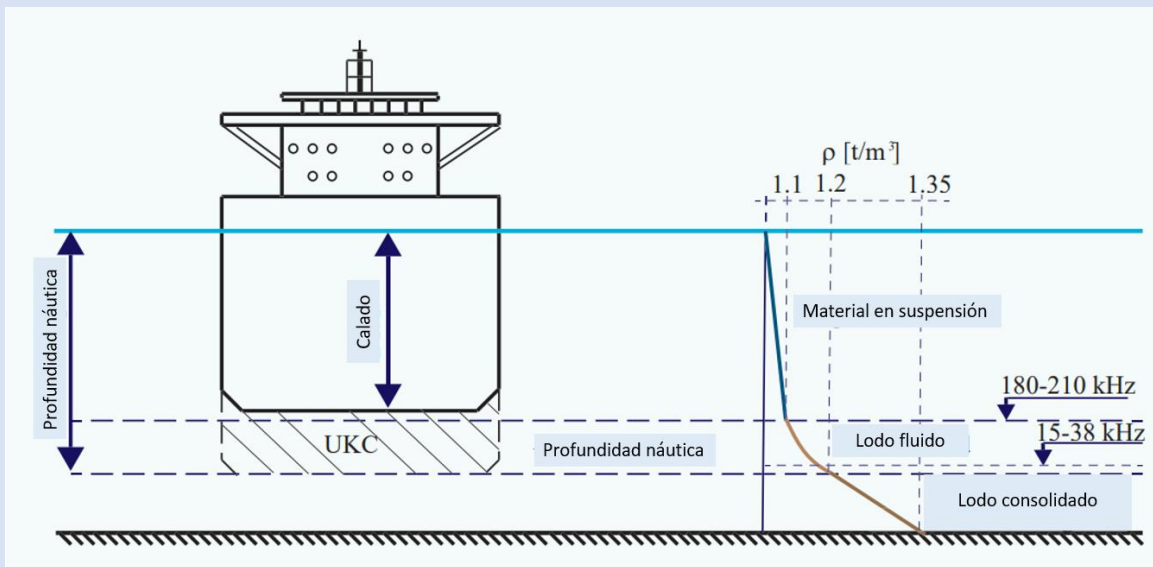 ρ [t/m³]
1.1 1.2 1.35
Profundidad náutica
Calado
Material en suspensión
180-210 kHz
UKC
Profundidad náutica
Lodo fluido
15-38 kHz
Lodo consolidado